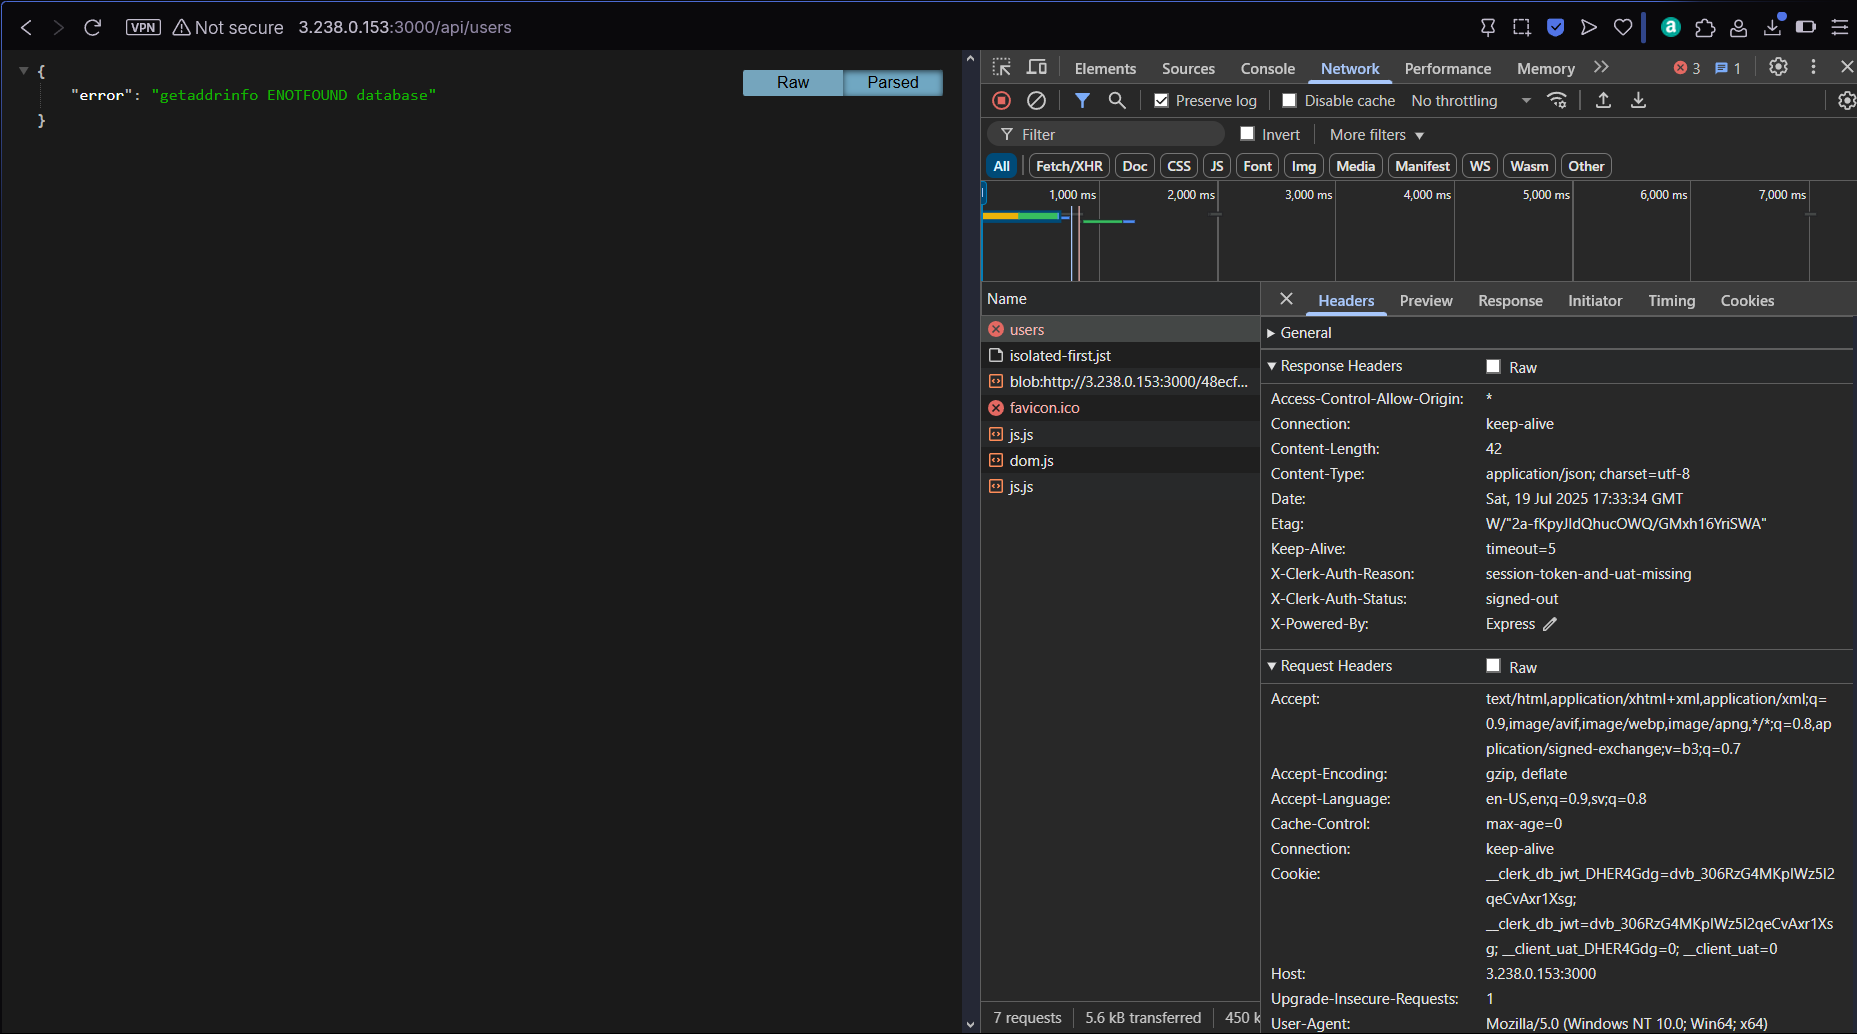 VPN Not secure 3.238.0.153:3000/api/users
{
"error": "getaddrinfo ENOTFOUND database"
}
Raw Parsed
Elements Sources Console Network Performance Memory 3 1
Preserve log Disable cache No throttling
Filter Invert More filters
All Fetch/XHR Doc CSS JS Font Img Media Manifest WS Wasm Other
1,000 ms 2,000 ms 3,000 ms 4,000 ms 5,000 ms 6,000 ms 7,000 ms
Name
users
isolated-first.jst
blob:http://3.238.0.153:3000/48ecf...
favicon.ico
js.js
dom.js
js.js
7 requests 5.6 kB transferred 450 k
Headers Preview Response Initiator Timing Cookies
General
Response Headers Raw
Access-Control-Allow-Origin: *
Connection: keep-alive
Content-Length: 42
Content-Type: application/json; charset=utf-8
Date: Sat, 19 Jul 2025 17:33:34 GMT
Etag: W/"2a-fKpyJIdQhucOWQ/GMxh16YriSWA"
Keep-Alive: timeout=5
X-Clerk-Auth-Reason: session-token-and-uat-missing
X-Clerk-Auth-Status: signed-out
X-Powered-By: Express
Request Headers Raw
Accept: text/html,application/xhtml+xml,application/xml;q=
0.9,image/avif,image/webp,image/apng,*/*;q=0.8,ap
plication/signed-exchange;v=b3;q=0.7
Accept-Encoding: gzip, deflate
Accept-Language: en-US,en;q=0.9,sv;q=0.8
Cache-Control: max-age=0
Connection: keep-alive
Cookie: __clerk_db_jwt_DHER4Gdg=dvb_306RzG4MKplWz5I2
qeCvAxr1Xsg;
__clerk_db_jwt=dvb_306RzG4MKplWz5I2qeCvAxr1Xs
g; __client_uat_DHER4Gdg=0; __client_uat=0
Host: 3.238.0.153:3000
Upgrade-Insecure-Requests: 1
User-Agent: Mozilla/5.0 (Windows NT 10.0; Win64; x64)